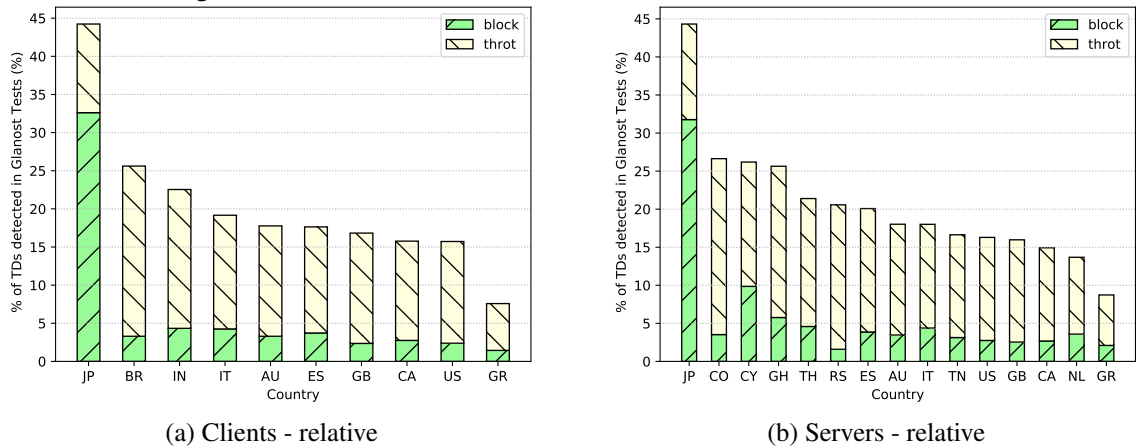 45
40
35
30
25
20
15
10
5
0
% of TDs detected in Glanost Tests (%)
block
throt
JP BR IN IT AU ES GB CA US GR
Country
(a) Clients - relative
45
40
35
30
25
20
15
10
5
0
% of TDs detected in Glanost Tests (%)
block
throt
JP CO CY GH TH RS ES AU IT TN US GB CA NL GR
Country
(b) Servers - relative